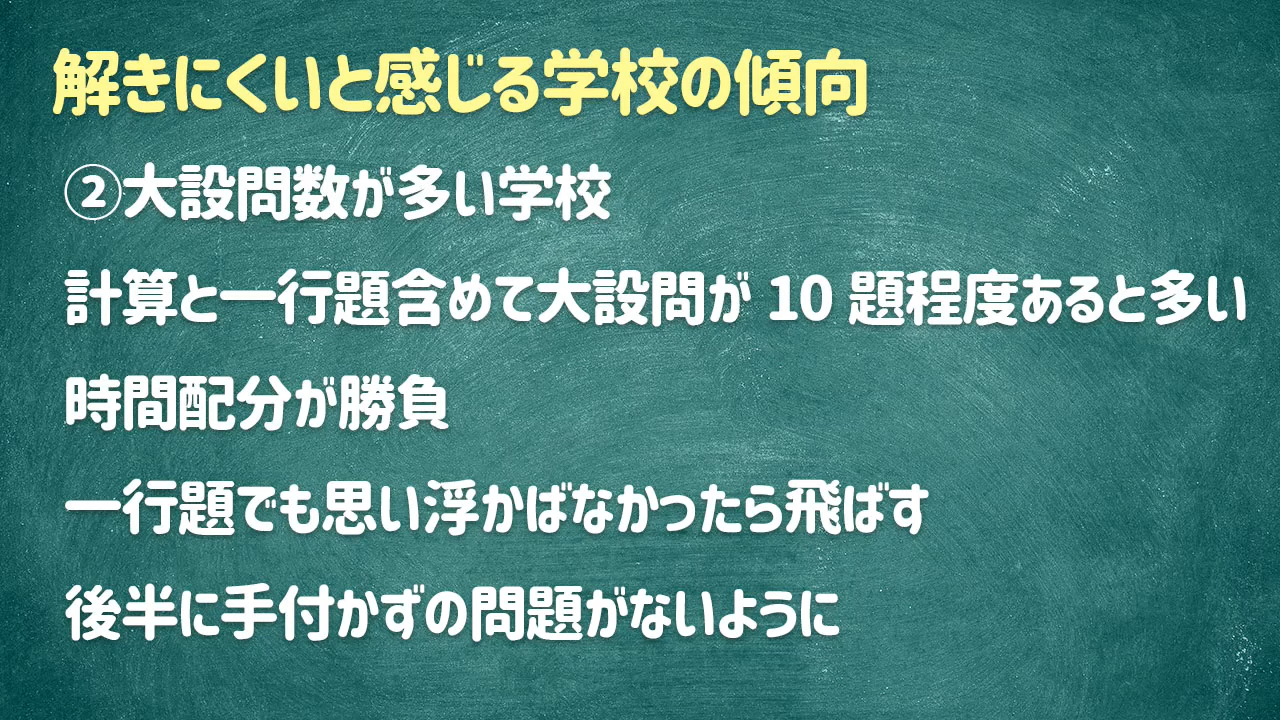 解きにくいと感じる学校の傾向
②大設問数が多い学校
計算と一行題含めて大設問が 10 題程度あると多い
時間配分が勝負
一行題でも思い浮かばなかったら飛ばす
後半に手付かずの問題がないように